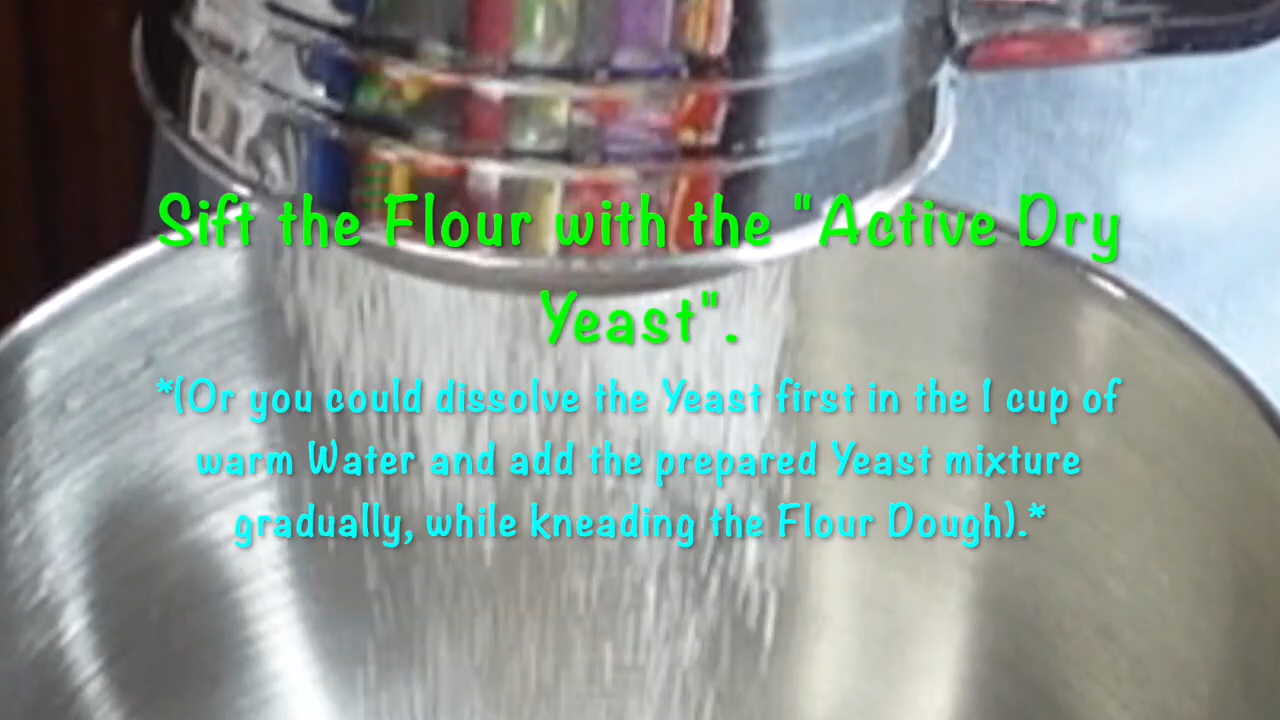 Sift the Flour with the "Active Dry
Yeast".
*(Or you could dissolve the Yeast first in the 1 cup of
warm Water and add the prepared Yeast mixture
gradually, while kneading the Flour Dough).*